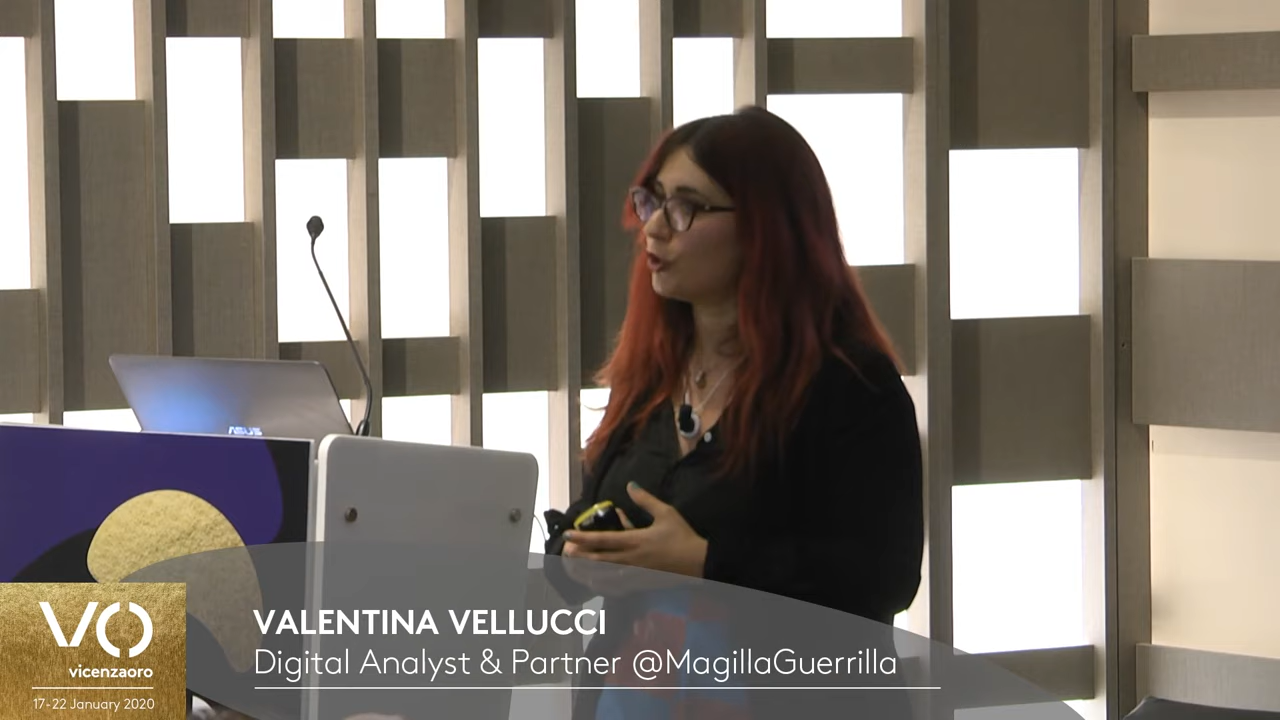 ASUS
VALENTINA VELLUCCI
Digital Analyst & Partner @MagillaGuerrilla
VO
vicenzaoro
17-22 January 2020